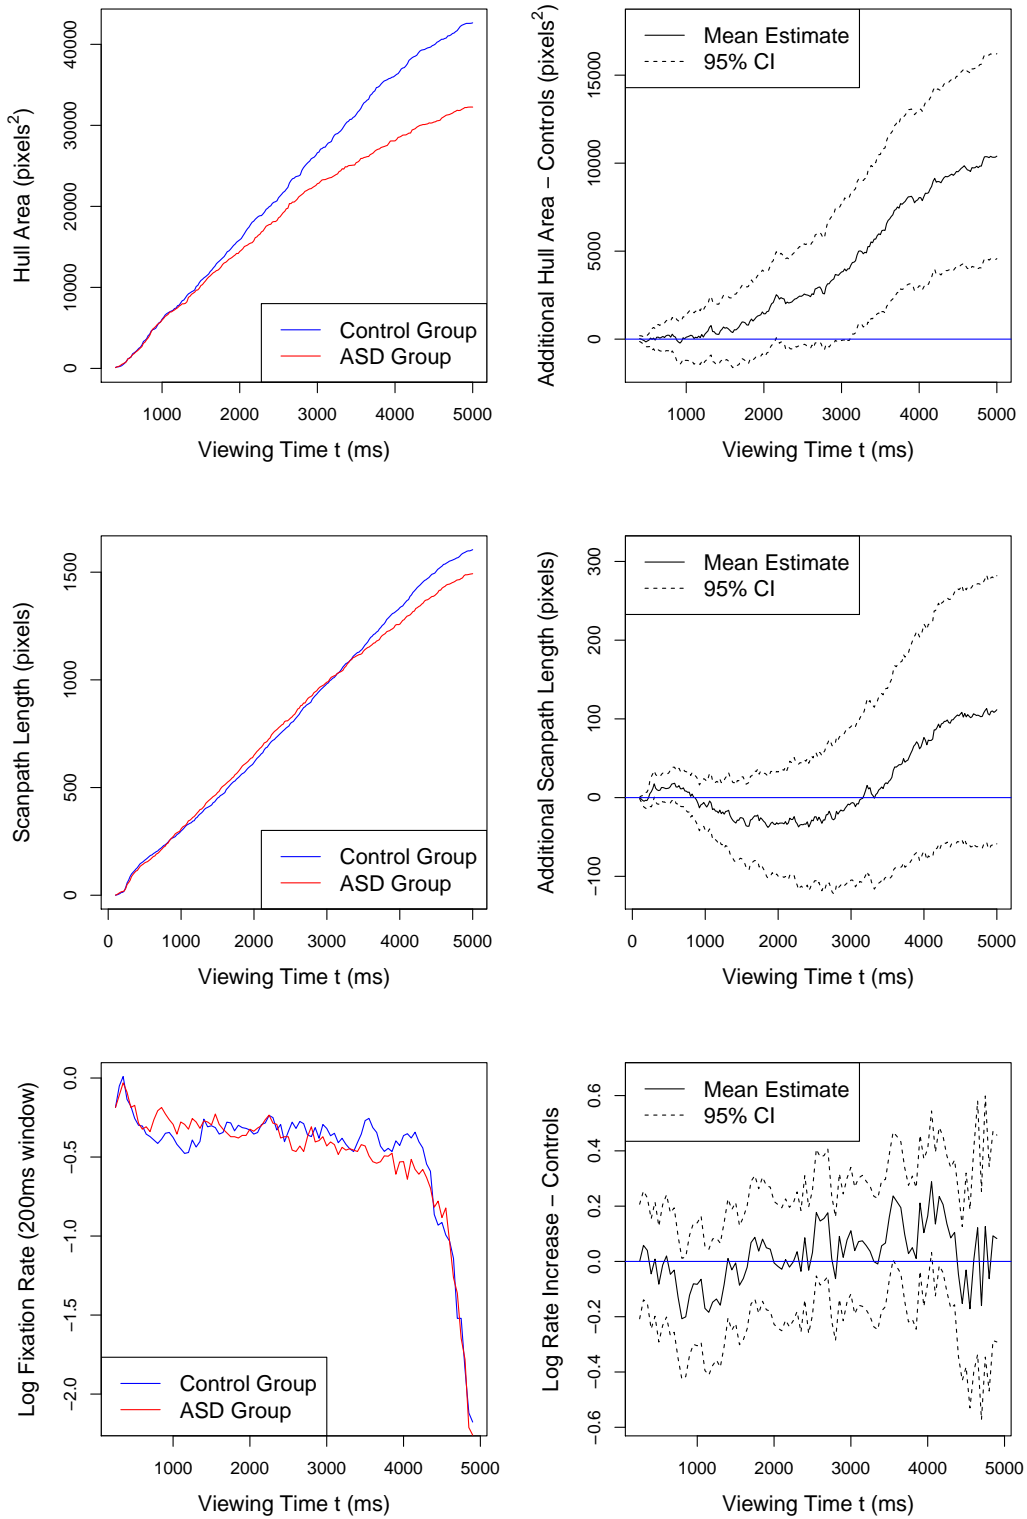 Hull Area (pixels²)
40000
30000
20000
10000
0
Control Group
ASD Group
1000 2000 3000 4000 5000
Viewing Time t (ms)
Additional Hull Area − Controls (pixels²)
15000
10000
5000
0
Mean Estimate
95% CI
1000 2000 3000 4000 5000
Viewing Time t (ms)
Scanpath Length (pixels)
1500
1000
500
0
Control Group
ASD Group
0 1000 2000 3000 4000 5000
Viewing Time t (ms)
Additional Scanpath Length (pixels)
300
200
100
0
−100
Mean Estimate
95% CI
0 1000 2000 3000 4000 5000
Viewing Time t (ms)
Log Fixation Rate (200ms window)
0.0
−0.5
−1.0
−1.5
−2.0
Control Group
ASD Group
1000 2000 3000 4000 5000
Viewing Time t (ms)
Log Rate Increase − Controls
0.6
0.4
0.2
0.0
−0.2
−0.4
−0.6
Mean Estimate
95% CI
1000 2000 3000 4000 5000
Viewing Time t (ms)